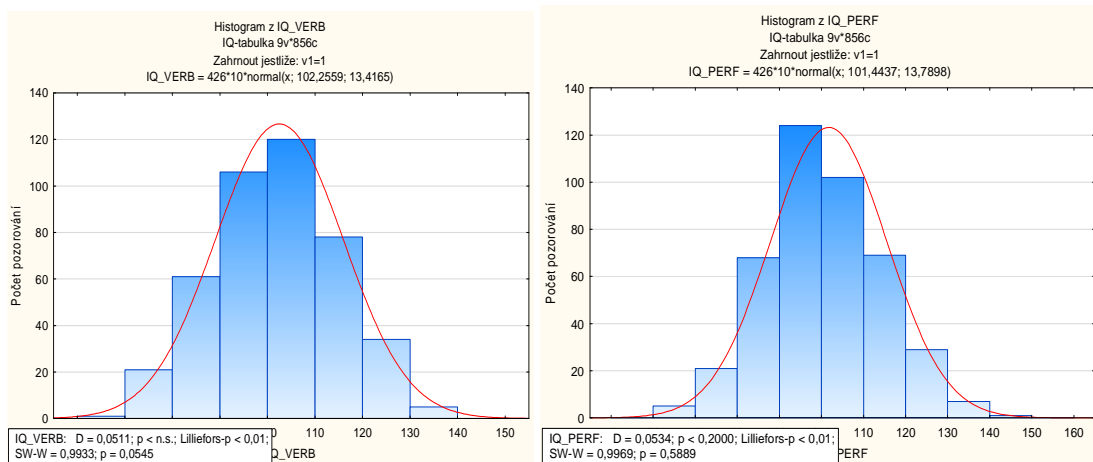 Histogram z IQ_VERB
IQ-tabulka 9v*856c
Zahrnout jestliže: v1=1
IQ_VERB = 426*10*normal(x; 102,2559; 13,4165)
140
120
100
80
60
40
20
0
Počet pozorování
110 120 130 140 150
IQ_VERB: D = 0,0511; p < n.s.; Lilliefors-p < 0,01;
SW-W = 0,9933; p = 0,0545
Histogram z IQ_PERF
IQ-tabulka 9v*856c
Zahrnout jestliže: v1=1
IQ_PERF = 426*10*normal(x; 101,4437; 13,7898)
140
120
100
80
60
40
20
0
Počet pozorování
110 120 130 140 150 160
IQ_PERF: D = 0,0534; p < 0,2000; Lilliefors-p < 0,01;
SW-W = 0,9969; p = 0,5889